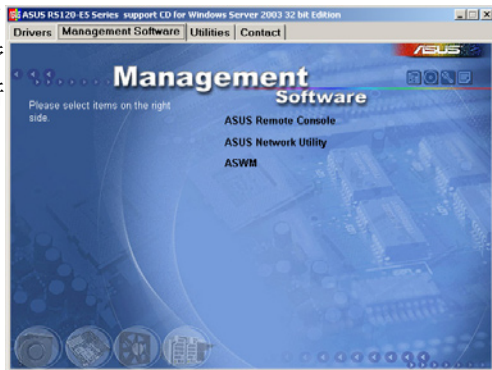 ASUS RS120-E5 Series support CD for Windows Server 2003 32 bit Edition
Drivers Management Software Utilities Contact
ASUS
Management
Software
Please select items on the right
side.
ASUS Remote Console
ASUS Network Utility
ASWM